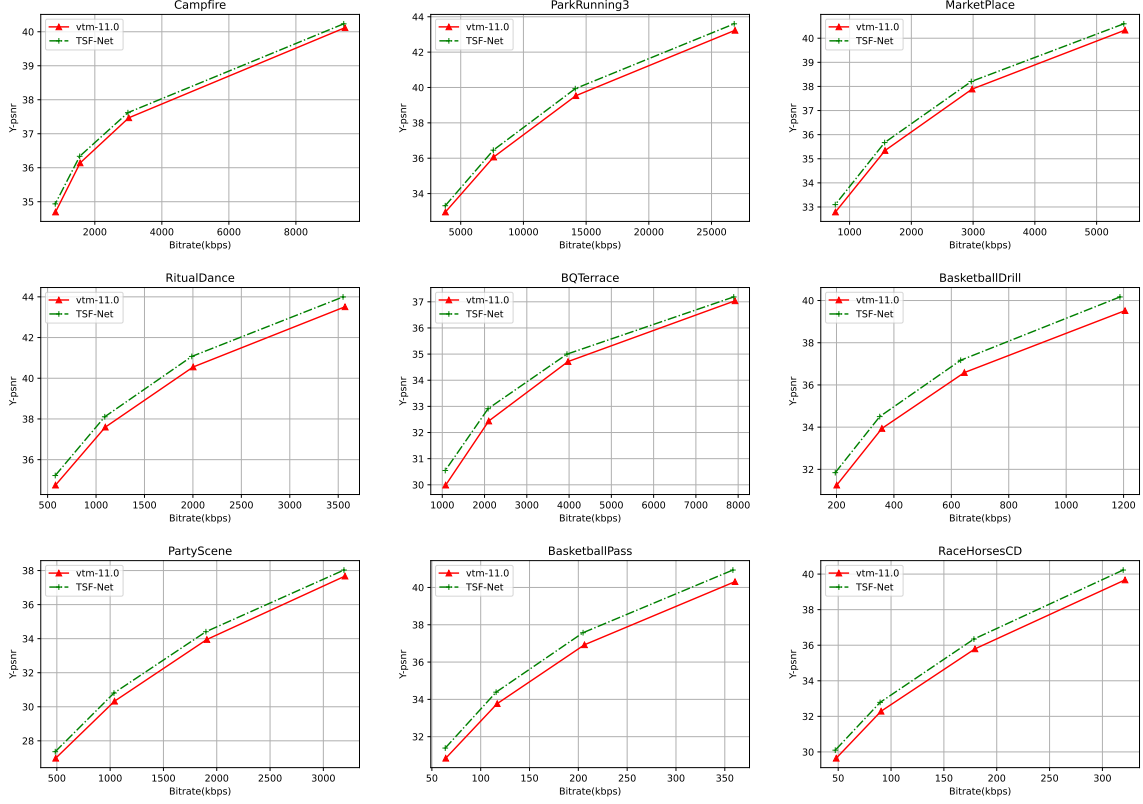 Campfire
vtm-11.0
TSF-Net
Y-psnr
40
39
38
37
36
35
2000
4000
6000
8000
Bitrate(kbps)
ParkRunning3
vtm-11.0
TSF-Net
Y-psnr
44
42
40
38
36
34
5000
10000
15000
20000
25000
Bitrate(kbps)
MarketPlace
vtm-11.0
TSF-Net
Y-psnr
40
39
38
37
36
35
34
33
1000
2000
3000
4000
5000
Bitrate(kbps)
RitualDance
vtm-11.0
TSF-Net
Y-psnr
44
42
40
38
36
500
1000
1500
2000
2500
3000
3500
Bitrate(kbps)
BQTerrace
vtm-11.0
TSF-Net
Y-psnr
37
36
35
34
33
32
31
30
1000
2000
3000
4000
5000
6000
7000
8000
Bitrate(kbps)
BasketballDrill
vtm-11.0
TSF-Net
Y-psnr
40
38
36
34
32
200
400
600
800
1000
1200
Bitrate(kbps)
PartyScene
vtm-11.0
TSF-Net
Y-psnr
38
36
34
32
30
28
500
1000
1500
2000
2500
3000
Bitrate(kbps)
BasketballPass
vtm-11.0
TSF-Net
Y-psnr
40
38
36
34
32
50
100
150
200
250
300
350
Bitrate(kbps)
RaceHorsesCD
vtm-11.0
TSF-Net
Y-psnr
40
38
36
34
32
30
50
100
150
200
250
300
Bitrate(kbps)